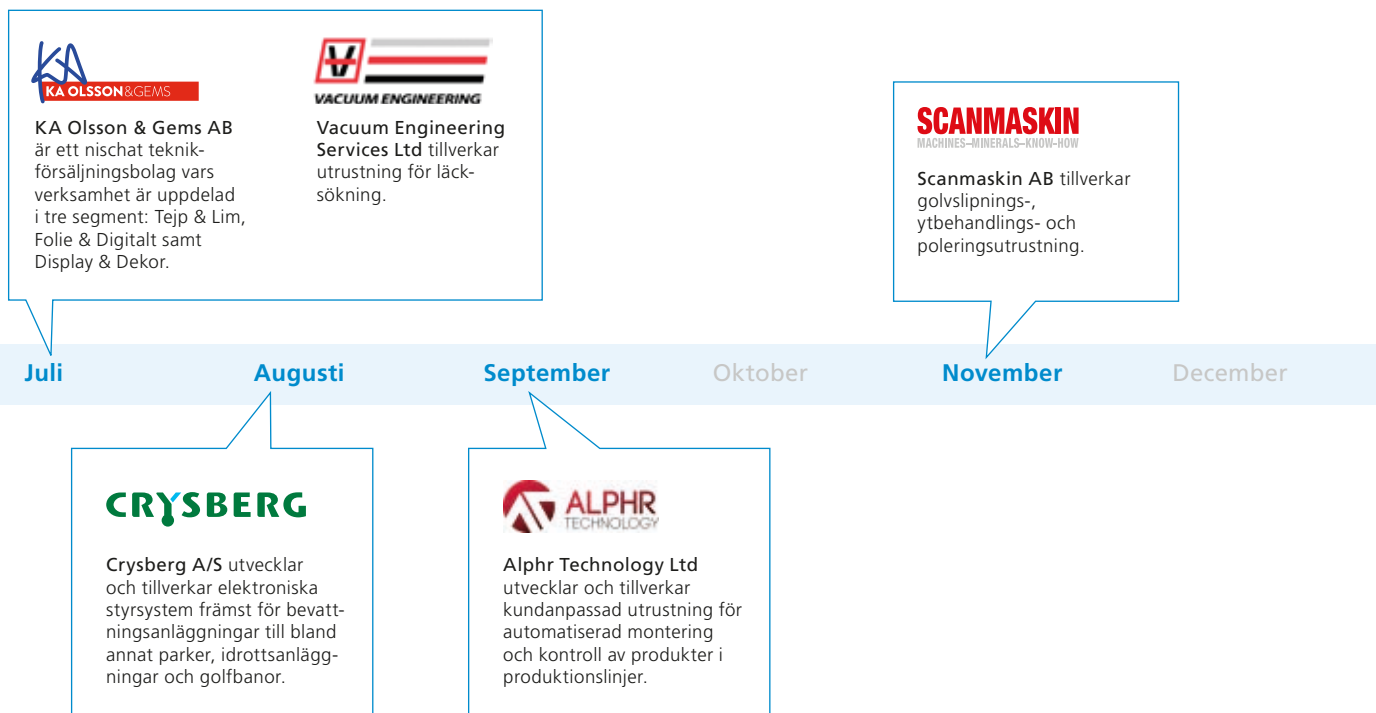 KA
KA OLSSON & GEMS
KA Olsson & Gems AB
är ett nischat teknik-
försäljningsbolag vars
verksamhet är uppdelad
i tre segment: Tejp & Lim,
Folie & Digitalt samt
Display & Dekor.
V
VACUUM ENGINEERING
Vacuum Engineering
Services Ltd tillverkar
utrustning för läck-
sökning.
SCANMASKIN
MACHINES–MINERALS–KNOW-HOW
Scanmaskin AB tillverkar
golvslipnings-,
ytbehandlings- och
poleringsutrustning.
Juli Augusti September Oktober November December
CRYSBERG
Crysberg A/S utvecklar
och tillverkar elektroniska
styrsystem främst för bevatt-
ningsanläggningar till bland
annat parker, idrottsanlägg-
ningar och golfbanor.
ALPHR
TECHNOLOGY
Alphr Technology Ltd
utvecklar och tillverkar
kundanpassad utrustning för
automatiserad montering
och kontroll av produkter i
produktionslinjer.